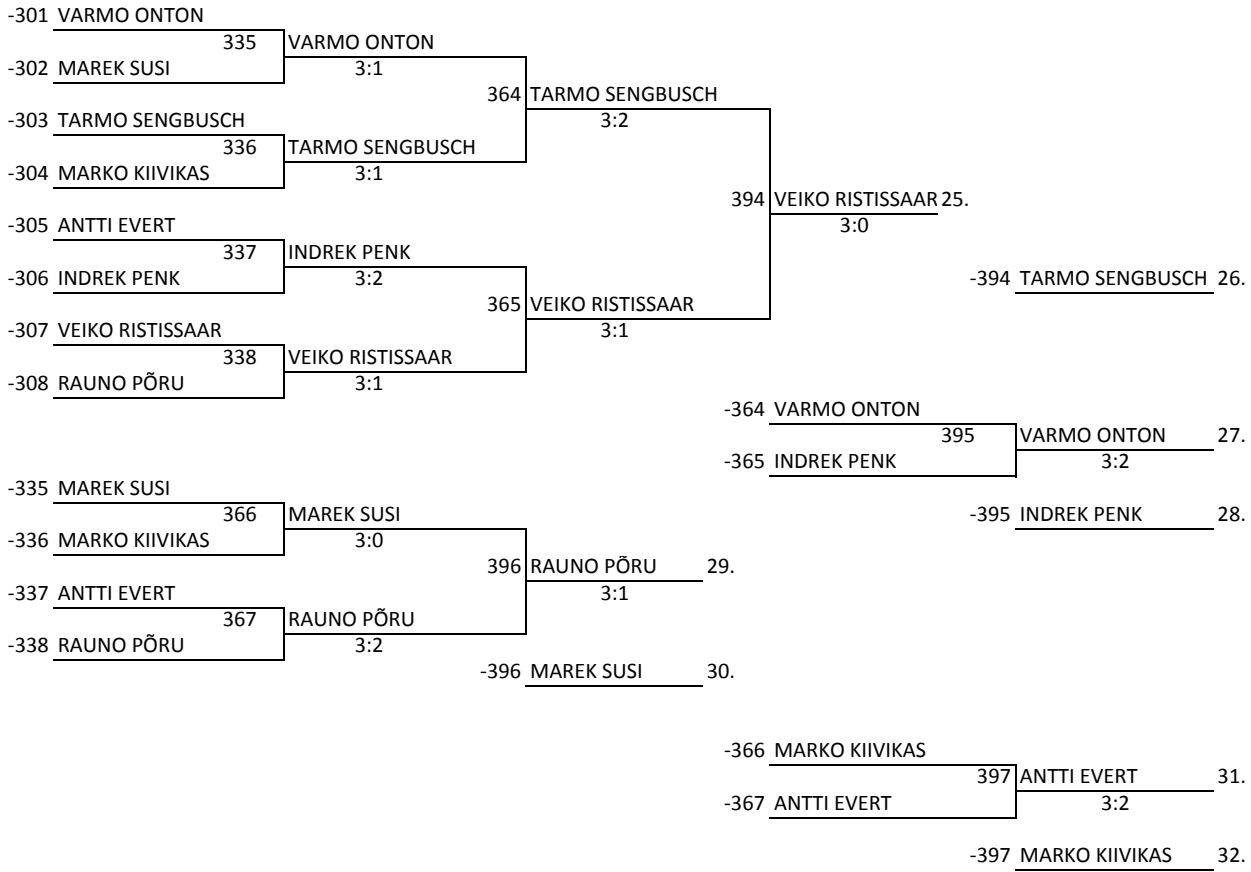 -301 VARMO ONTON
335 VARMO ONTON
-302 MAREK SUSI 3:1
364 TARMO SENGBUSCH
-303 TARMO SENGBUSCH 3:2
336 TARMO SENGBUSCH
-304 MARKO KIIVIKAS 3:1
394 VEIKO RISTISSAAR 25.
-305 ANTTI EVERT 3:0
337 INDREK PENK
-306 INDREK PENK 3:2 -394 TARMO SENGBUSCH 26.
365 VEIKO RISTISSAAR
-307 VEIKO RISTISSAAR 3:1
338 VEIKO RISTISSAAR
-308 RAUNO PÕRU 3:1
-364 VARMO ONTON
395 VARMO ONTON 27.
-365 INDREK PENK 3:2
-335 MAREK SUSI
366 MAREK SUSI -395 INDREK PENK 28.
-336 MARKO KIIVIKAS 3:0
396 RAUNO PÕRU 29.
-337 ANTTI EVERT 3:1
367 RAUNO PÕRU
-338 RAUNO PÕRU 3:2
-396 MAREK SUSI 30.
-366 MARKO KIIVIKAS
397 ANTTI EVERT 31.
-367 ANTTI EVERT 3:2
-397 MARKO KIIVIKAS 32.